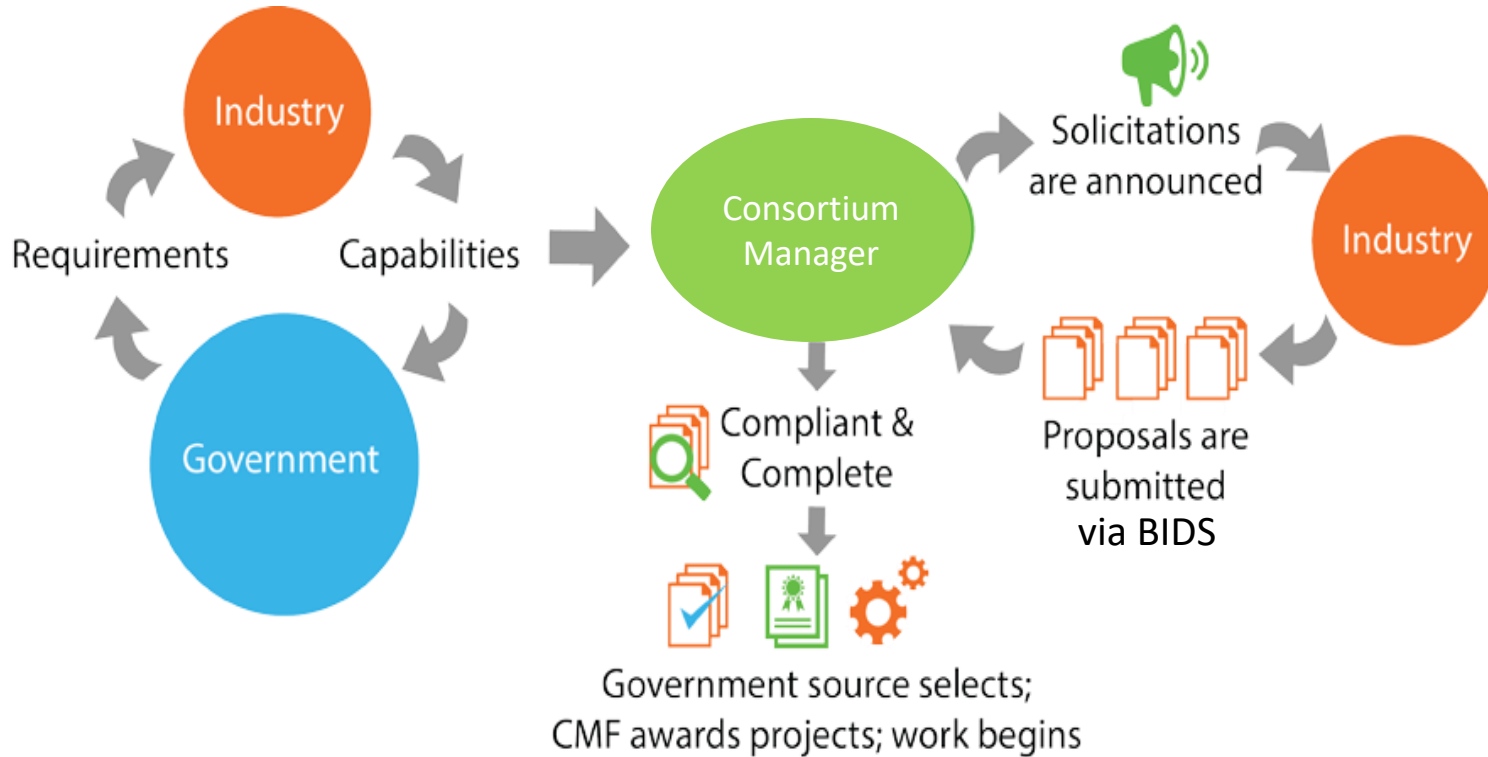 Industry
Requirements
Capabilities
Government
Consortium
Manager
Solicitations
are announced
Industry
Proposals are
submitted
via BIDS
Compliant &
Complete
Government source selects;
CMF awards projects; work begins